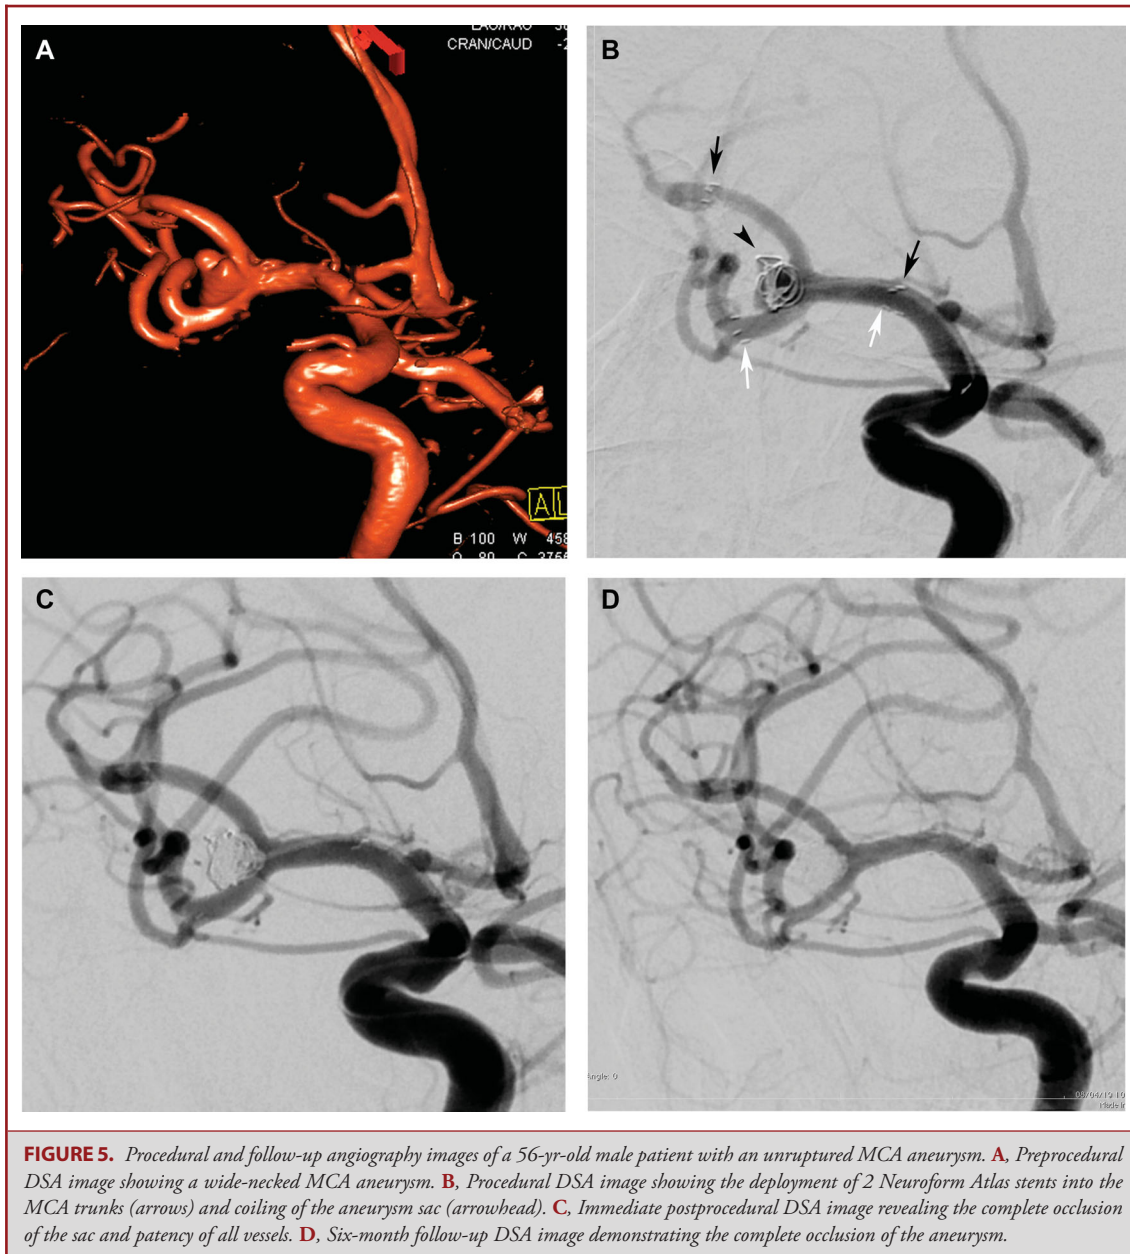 A
CRAN/CAUD -2
A L
B 100 W 458
B
C
D
Angle: 0
FIGURE 5. Procedural and follow-up angiography images of a 56-yr-old male patient with an unruptured MCA aneurysm. A, Preprocedural
DSA image showing a wide-necked MCA aneurysm. B, Procedural DSA image showing the deployment of 2 Neuroform Atlas stents into the
MCA trunks (arrows) and coiling of the aneurysm sac (arrowhead). C, Immediate postprocedural DSA image revealing the complete occlusion
of the sac and patency of all vessels. D, Six-month follow-up DSA image demonstrating the complete occlusion of the aneurysm.